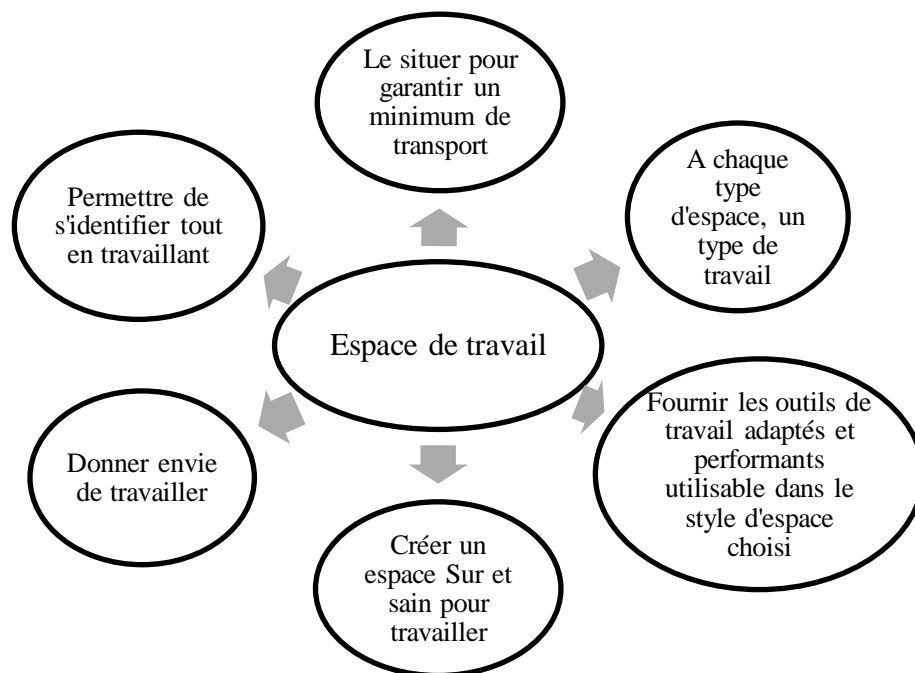 Le situer pour
garantir un
minimum de
transport
A chaque
type
d'espace, un
type de
travail
Permettre de
s'identifier tout
en travaillant
Espace de travail
Fournir les outils de
travail adaptés et
performants
utilisable dans le
style d'espace
choisi
Donner envie
de travailler
Créer un
espace Sur et
sain pour
travailler